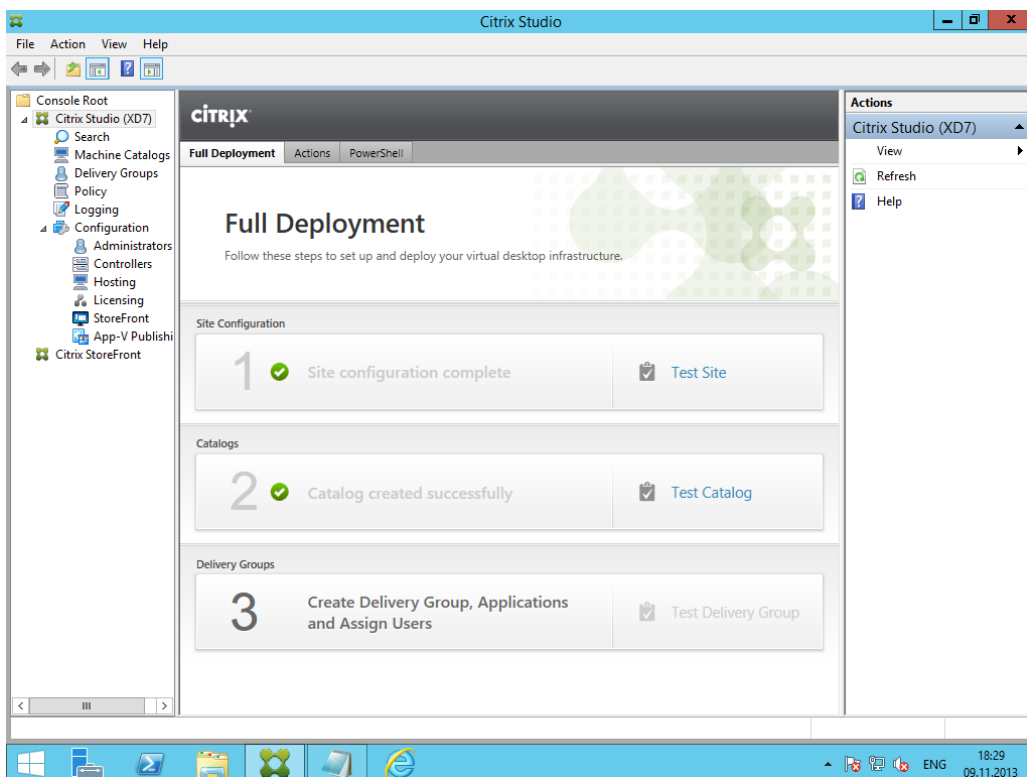 Citrix Studio
File Action View Help
Console Root
Citrix Studio (XD7)
Search
Machine Catalogs
Delivery Groups
Policy
Logging
Configuration
Administrators
Controllers
Hosting
Licensing
StoreFront
App-V Publishi
Citrix StoreFront
CITRIX
Full Deployment Actions PowerShell
Full Deployment
Follow these steps to set up and deploy your virtual desktop infrastructure.
Site Configuration
1 Site configuration complete Test Site
Catalogs
2 Catalog created successfully Test Catalog
Delivery Groups
3 Create Delivery Group, Applications
and Assign Users Test Delivery Group
Actions
Citrix Studio (XD7)
View
Refresh
Help
ENG 18:29
09.11.2013